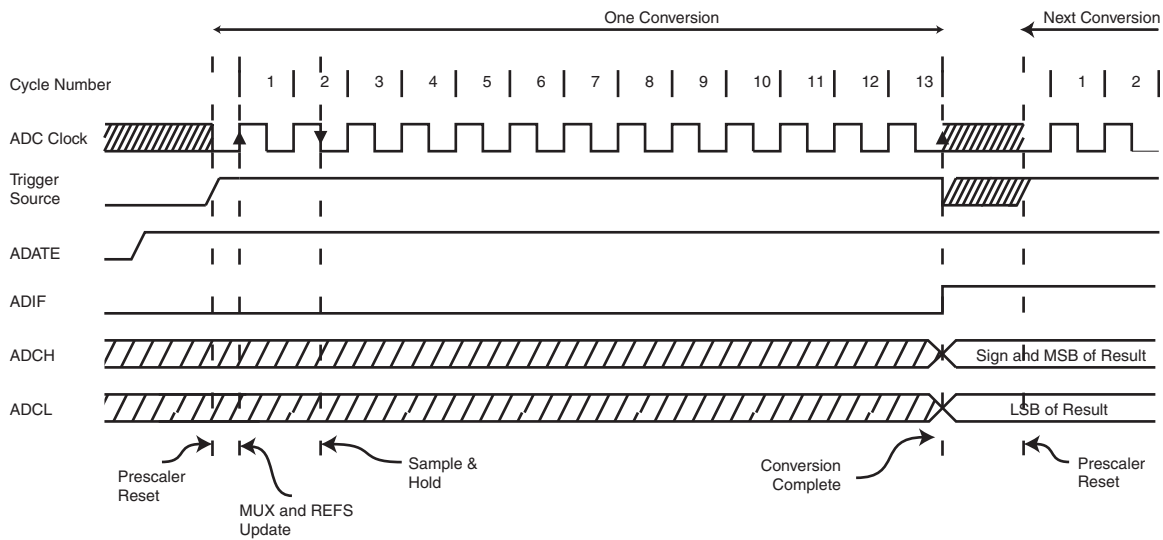 One Conversion
Next Conversion
Cycle Number
1 2 3 4 5 6 7 8 9 10 11 12 13 1 2
ADC Clock
Trigger
Source
ADATE
ADIF
ADCH
Sign and MSB of Result
ADCL
LSB of Result
Prescaler
Reset
MUX and REFS
Update
Sample &
Hold
Conversion
Complete
Prescaler
Reset